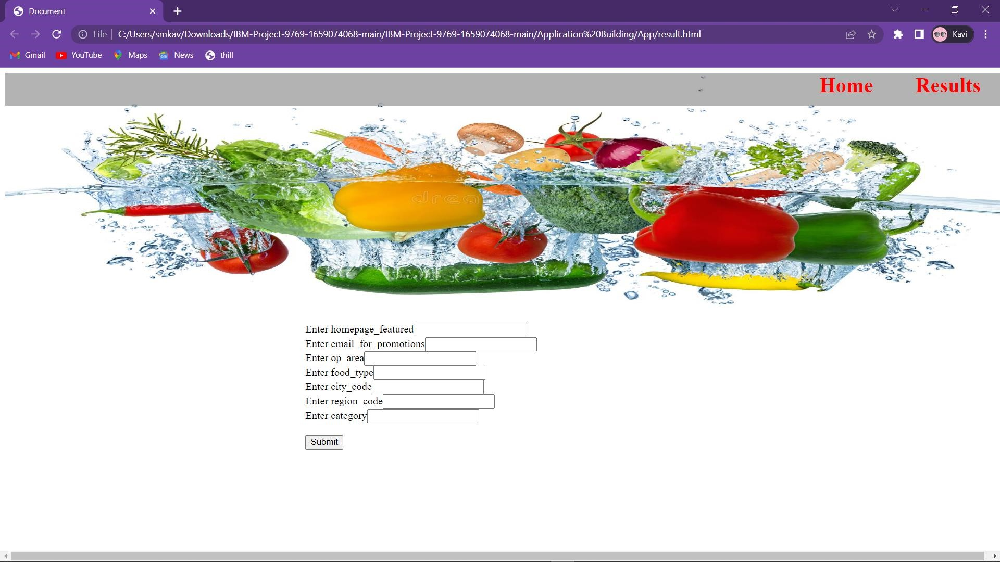 Document
File
C:/Users/smkav/Downloads/IBM-Project-9769-1659074068-main/IBM-Project-9769-1659074068-main/Application%20Building/App/result.html
Kavi
Gmail YouTube Maps News thill
Home Results
drea
Enter homepage_featured
Enter email_for_promotions
Enter op_area
Enter food_type
Enter city_code
Enter region_code
Enter category
Submit